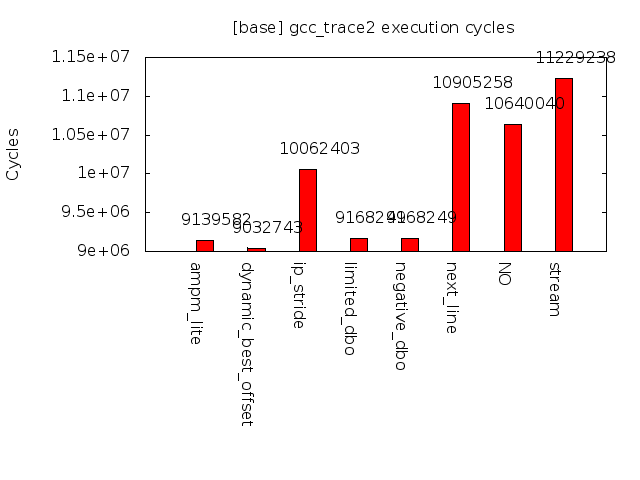 [base] gcc_trace2 execution cycles
Cycles
1.15e+07
1.1e+07
1.05e+07
1e+07
9.5e+06
9e+06
9139582
9032743
10062403
9168249
10905258
10640040
11229238
ampm_lite
dynamic_best_offset
ip_stride
limited_dbo
negative_dbo
next_line
NO
stream